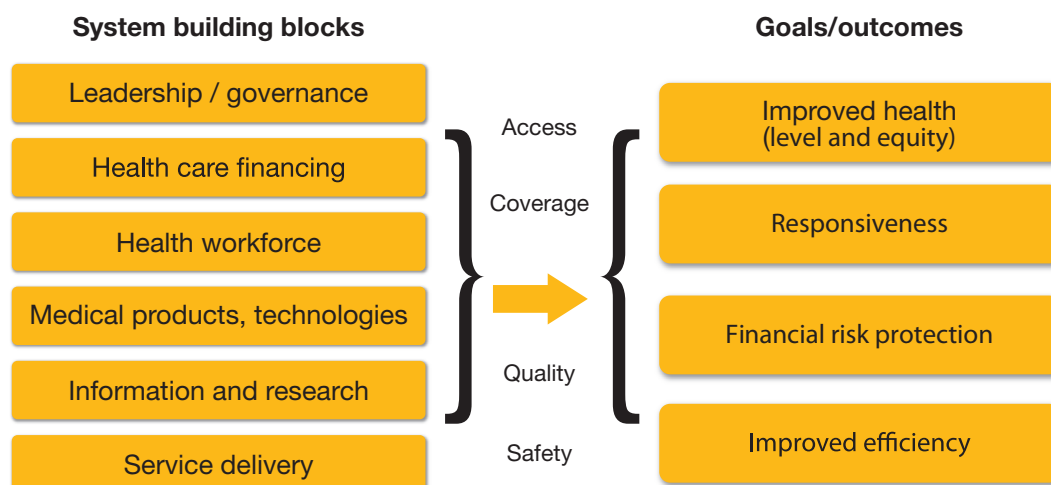 System building blocks
Leadership / governance
Health care financing
Health workforce
Medical products, technologies
Information and research
Service delivery
Access
Coverage
Quality
Safety
Goals/outcomes
Improved health
(level and equity)
Responsiveness
Financial risk protection
Improved efficiency